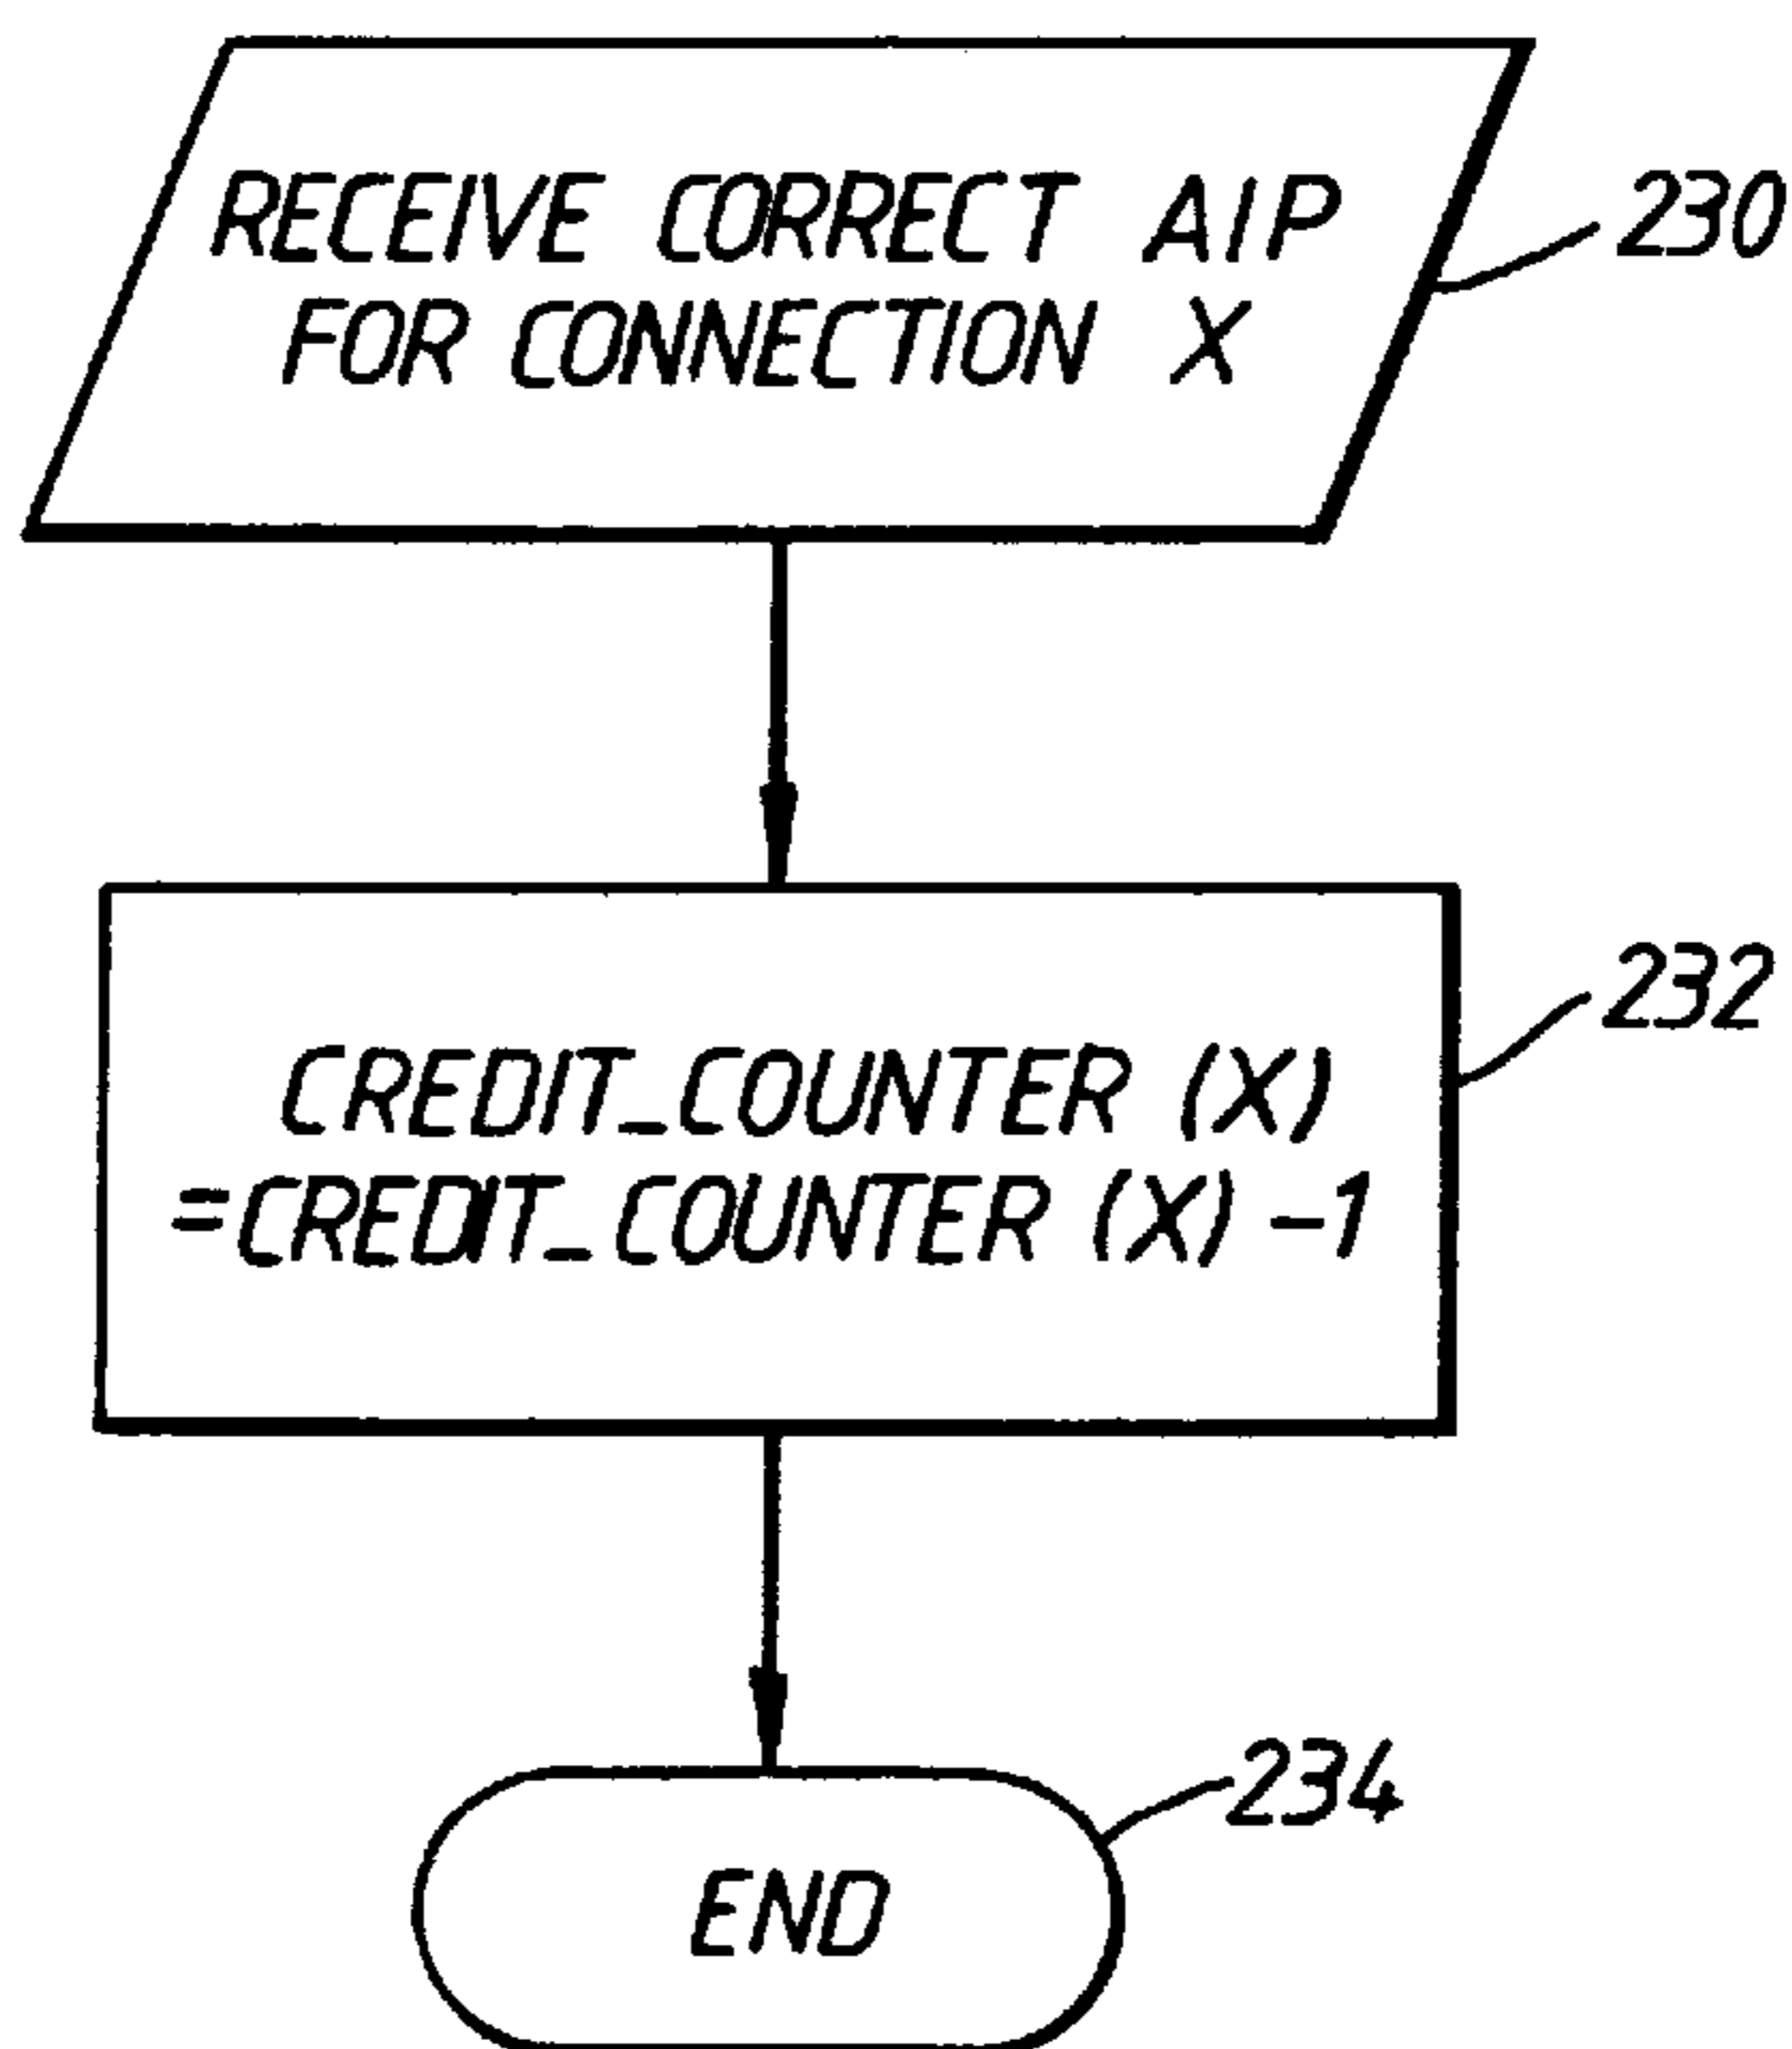 RECEIVE CORRECT AIP
FOR CONNECTION X
230
CREDIT_COUNTER (X)
=CREDIT_COUNTER (X) -1
232
END
234